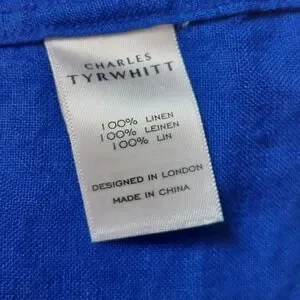 CHARLES
TYRWHITT
100% LINEN
100% LEINEN
100% LIN
DESIGNED IN LONDON
MADE IN CHINA